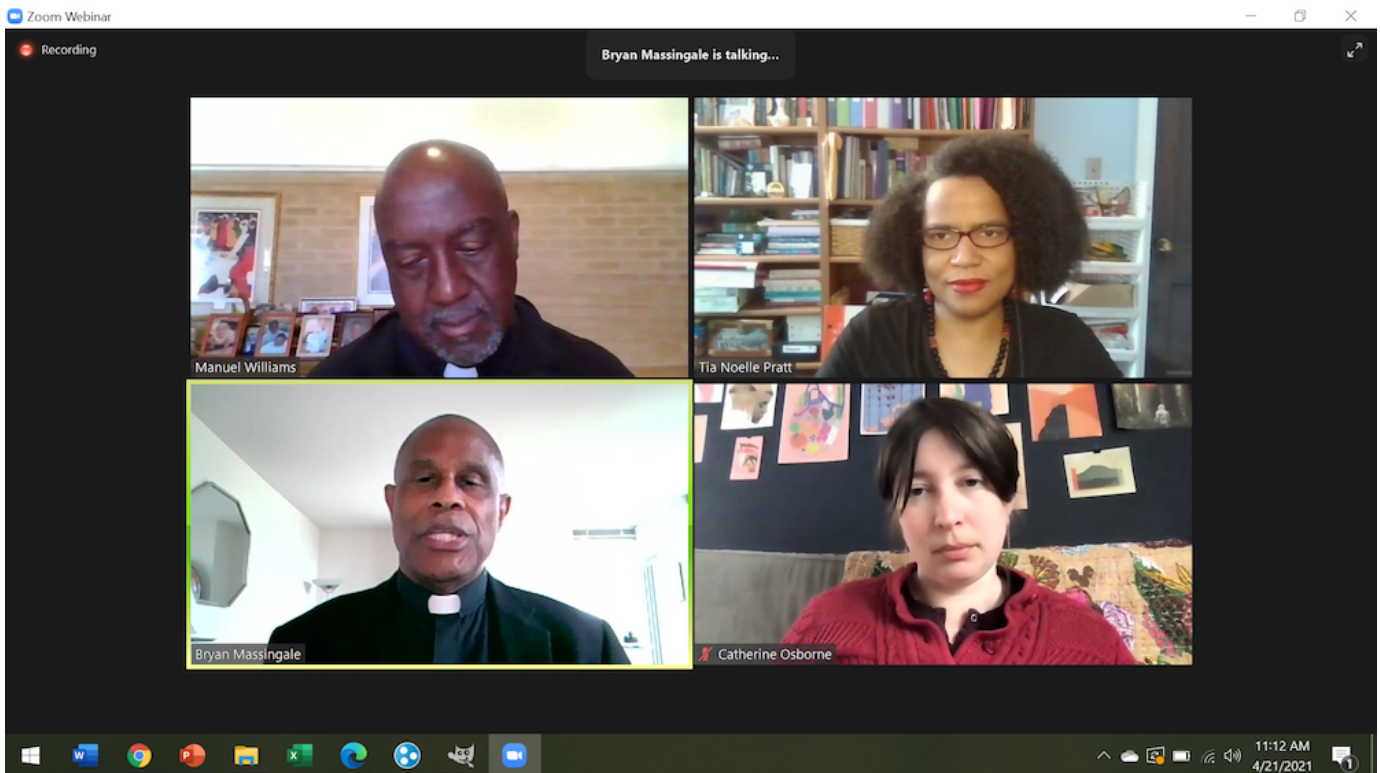 Zoom Webinar
Recording
Bryan Massingale is talking...
Manuel Williams
Tia Noelle Pratt
Bryan Massingale
Catherine Osborne
11:12 AM
4/21/2021
1